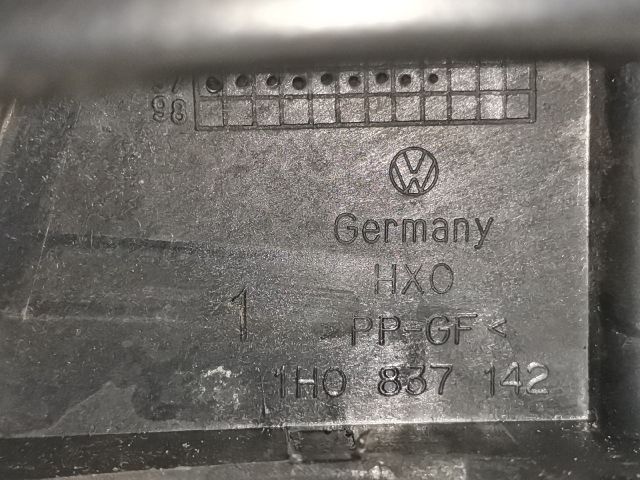 98
Germany
HXO
1
PP-GF<
1H0 837 142